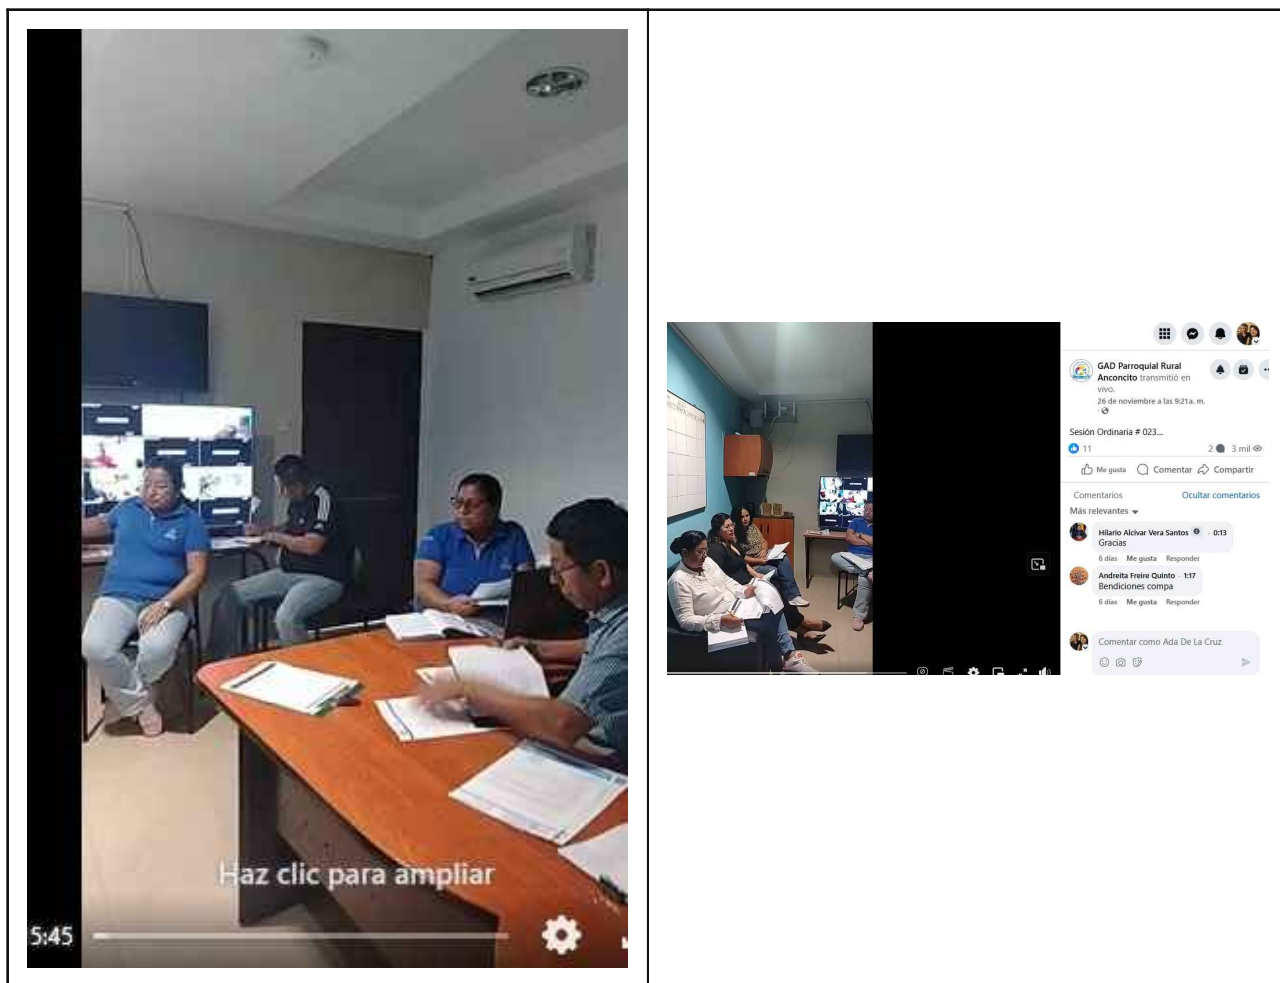 Haz clic para ampliar
5:45
GAD Parroquial Rural
Anconcito transmitió en
vivo.
26 de noviembre a las 9:21a. m.
Sesión Ordinaria # 023...
11
2
3 mil
Me gusta
Comentar
Compartir
Comentarios
Ocultar comentarios
Más relevantes
Hilario Alcivar Vera Santos · 0:13
Gracias
6 días Me gusta Responder
Andreita Freire Quinto · 1:17
Bendiciones compa
6 días Me gusta Responder
Comentar como Ada De La Cruz